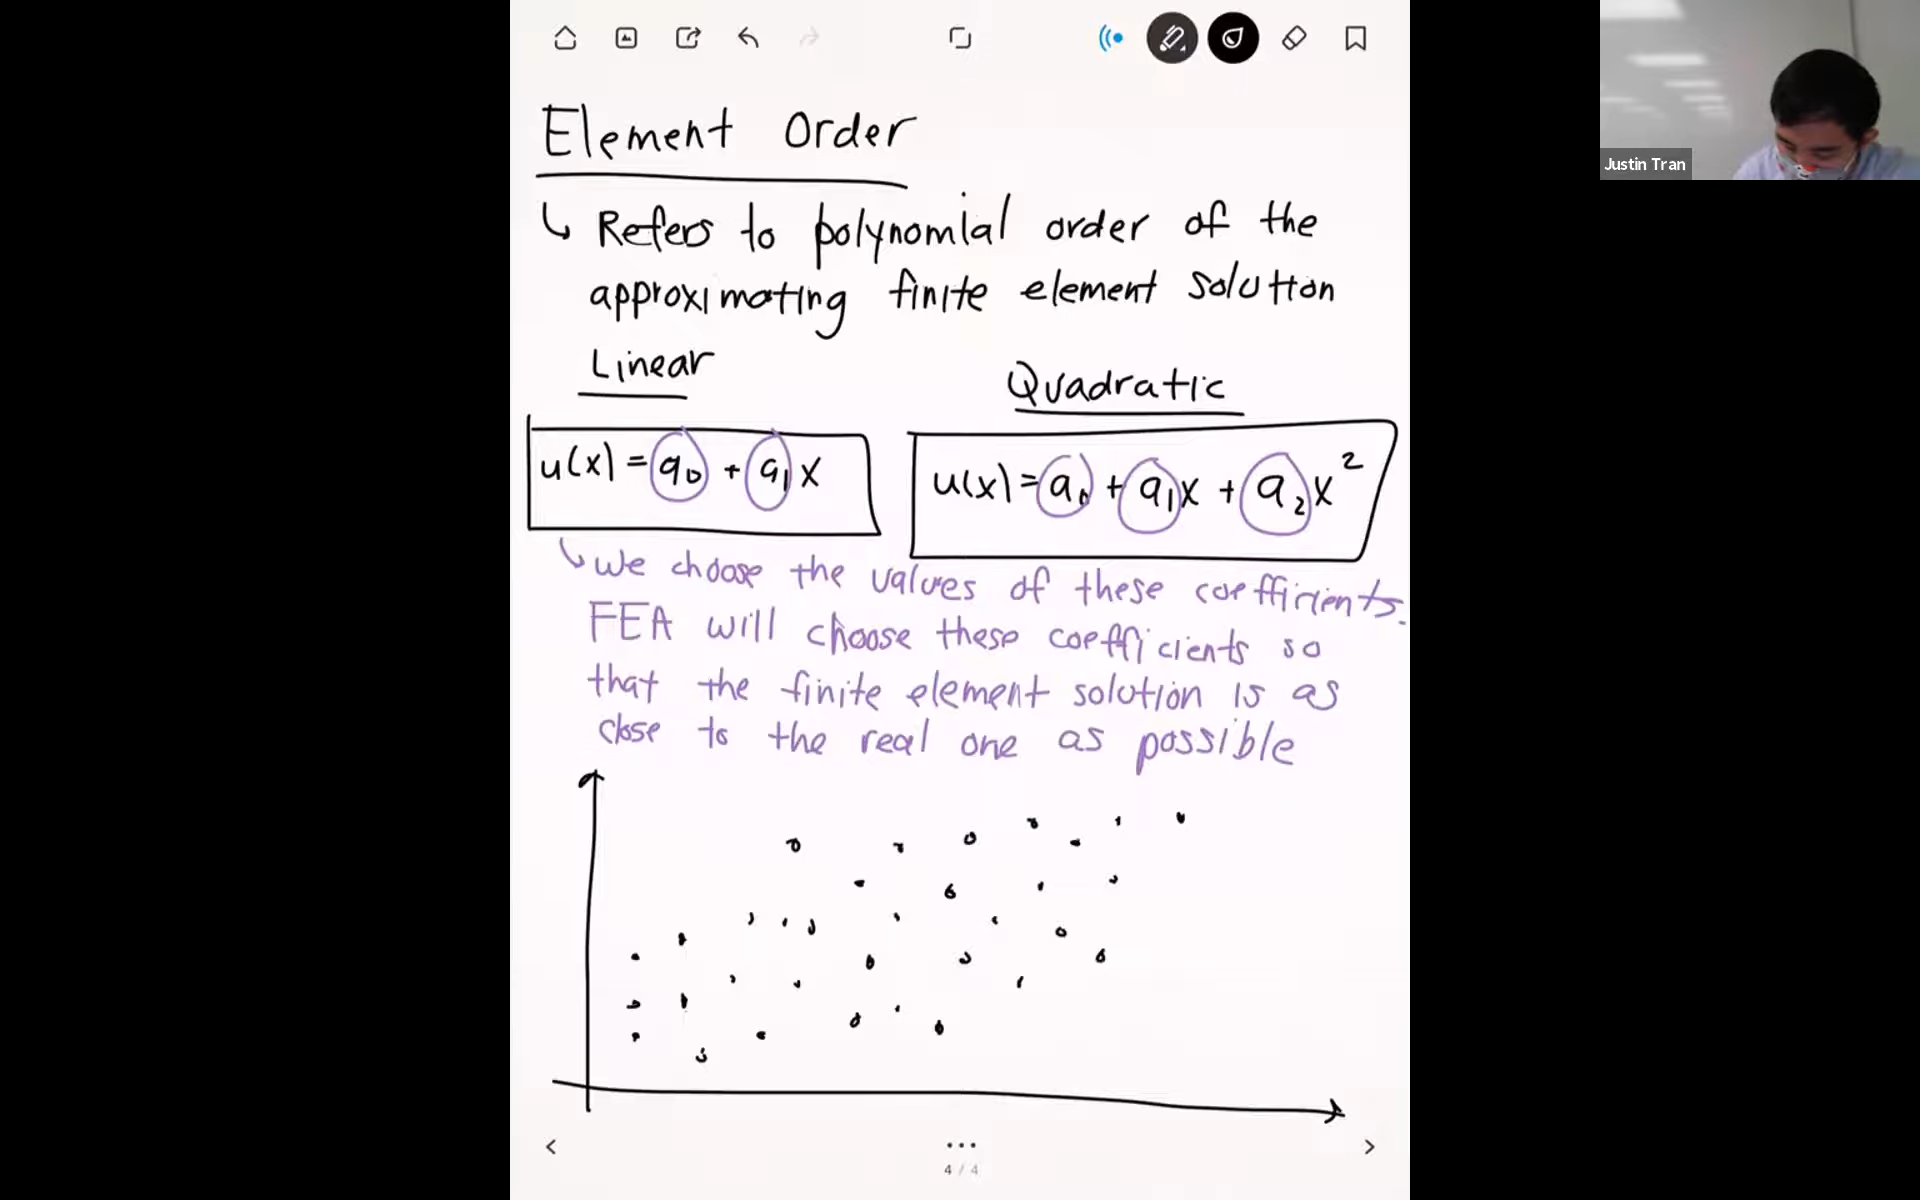 Element Order
Refers to polynomial order of the
approximating finite element solution
Linear
Quadratic
u(x) = a₀ + a₁x
u(x) = a₀ + a₁x + a₂x²
We choose the values of these coefficients.
FEA will choose these coefficients so
that the finite element solution is as
close to the real one as possible
4 / 4
Justin Tran